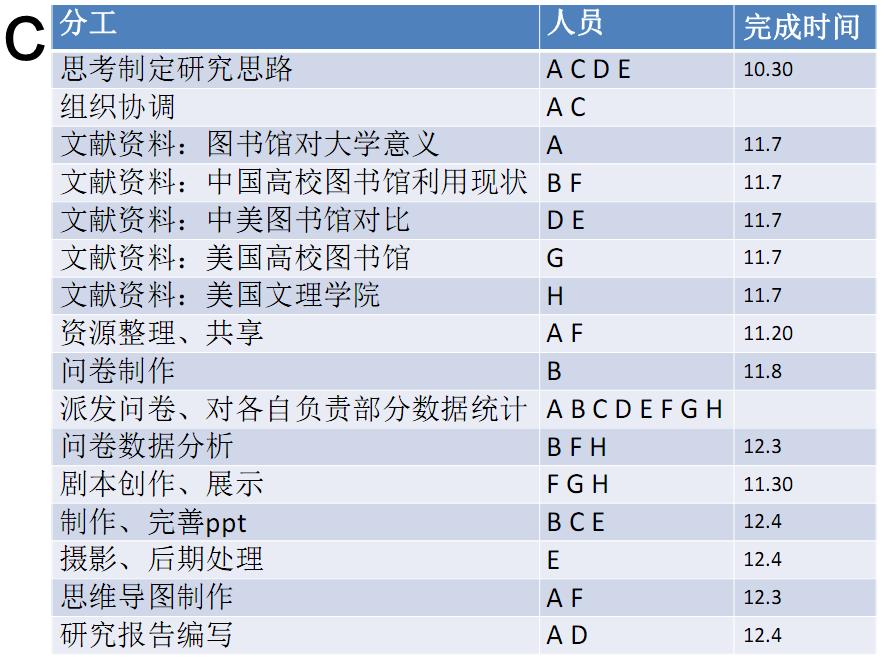 C
分工 人员 完成时间
思考制定研究思路 A C D E 10.30
组织协调 A C
文献资料：图书馆对大学意义 A 11.7
文献资料：中国高校图书馆利用现状 B F 11.7
文献资料：中美图书馆对比 D E 11.7
文献资料：美国高校图书馆 G 11.7
文献资料：美国文理学院 H 11.7
资源整理、共享 A F 11.20
问卷制作 B 11.8
派发问卷、对各自负责部分数据统计 A B C D E F G H
问卷数据分析 B F H 12.3
剧本创作、展示 F G H 11.30
制作、完善ppt B C E 12.4
摄影、后期处理 E 12.4
思维导图制作 A F 12.3
研究报告编写 A D 12.4